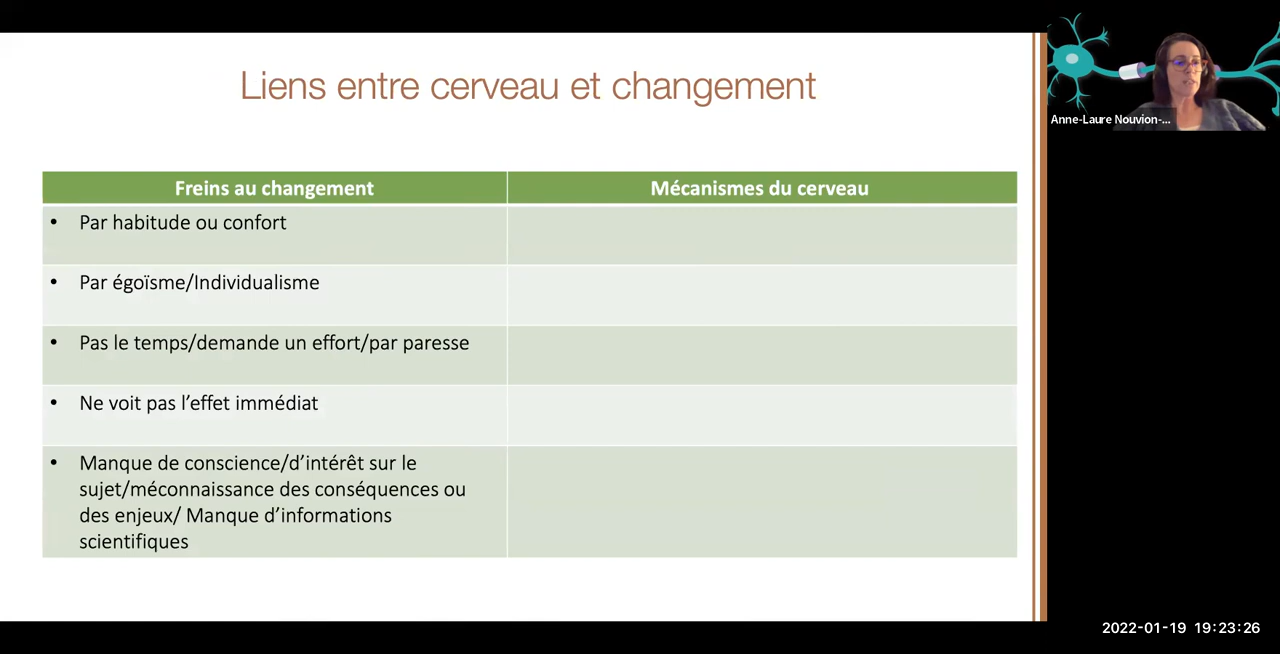 Liens entre cerveau et changement
Anne-Laure Nouvion-...
Freins au changement
Mécanismes du cerveau
• Par habitude ou confort
• Par égoïsme/Individualisme
• Pas le temps/demande un effort/par paresse
• Ne voit pas l’effet immédiat
• Manque de conscience/d’intérêt sur le
sujet/méconnaissance des conséquences ou
des enjeux/ Manque d’informations
scientifiques
2022-01-19 19:23:26